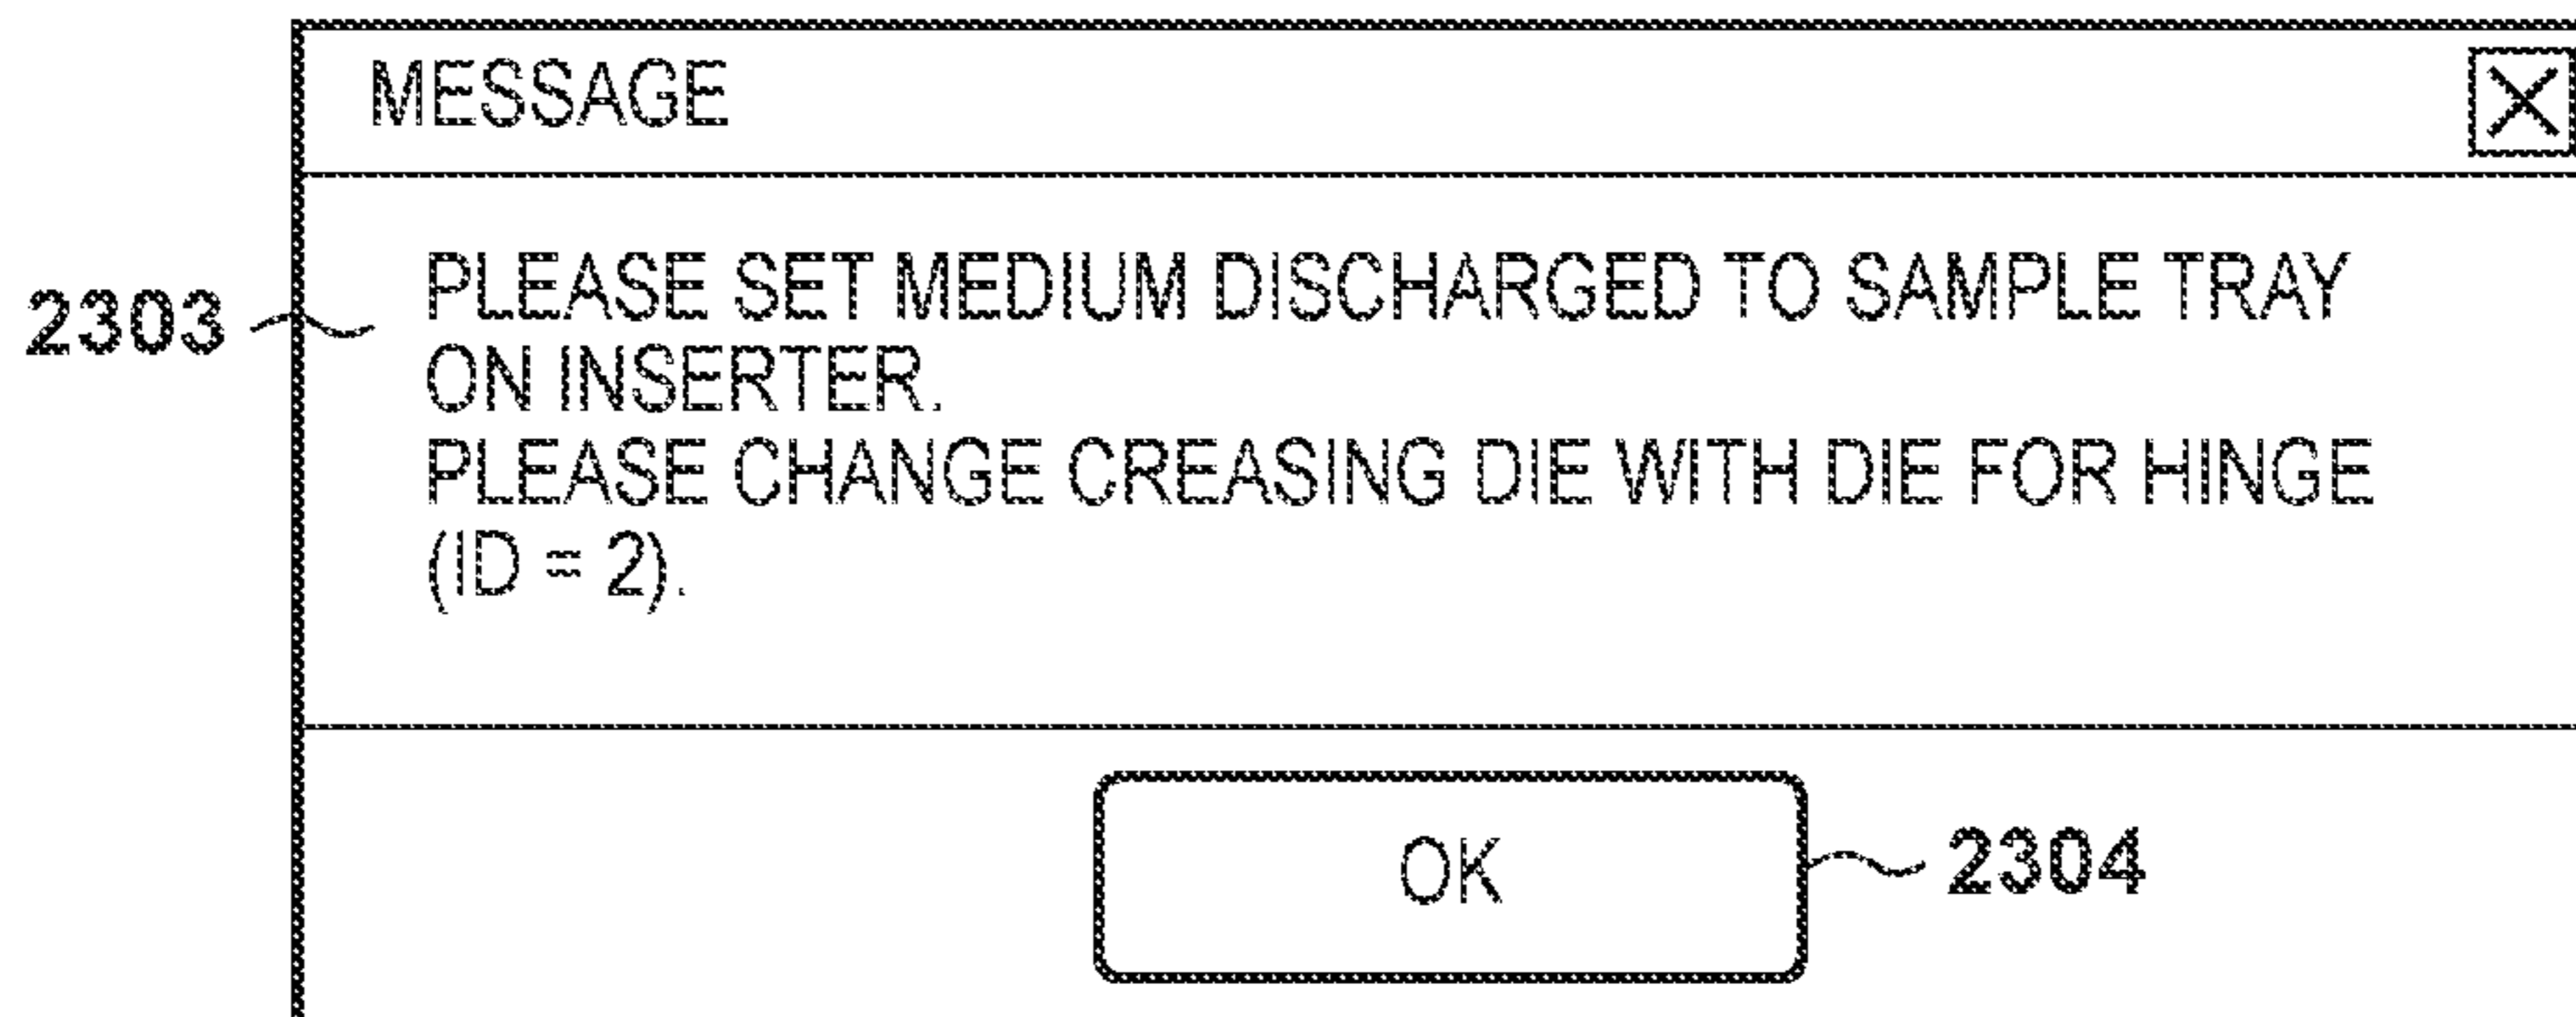 MESSAGE
2303
PLEASE SET MEDIUM DISCHARGED TO SAMPLE TRAY
ON INSERTER.
PLEASE CHANGE CREASING DIE WITH DIE FOR HINGE
(ID = 2).
OK
2304